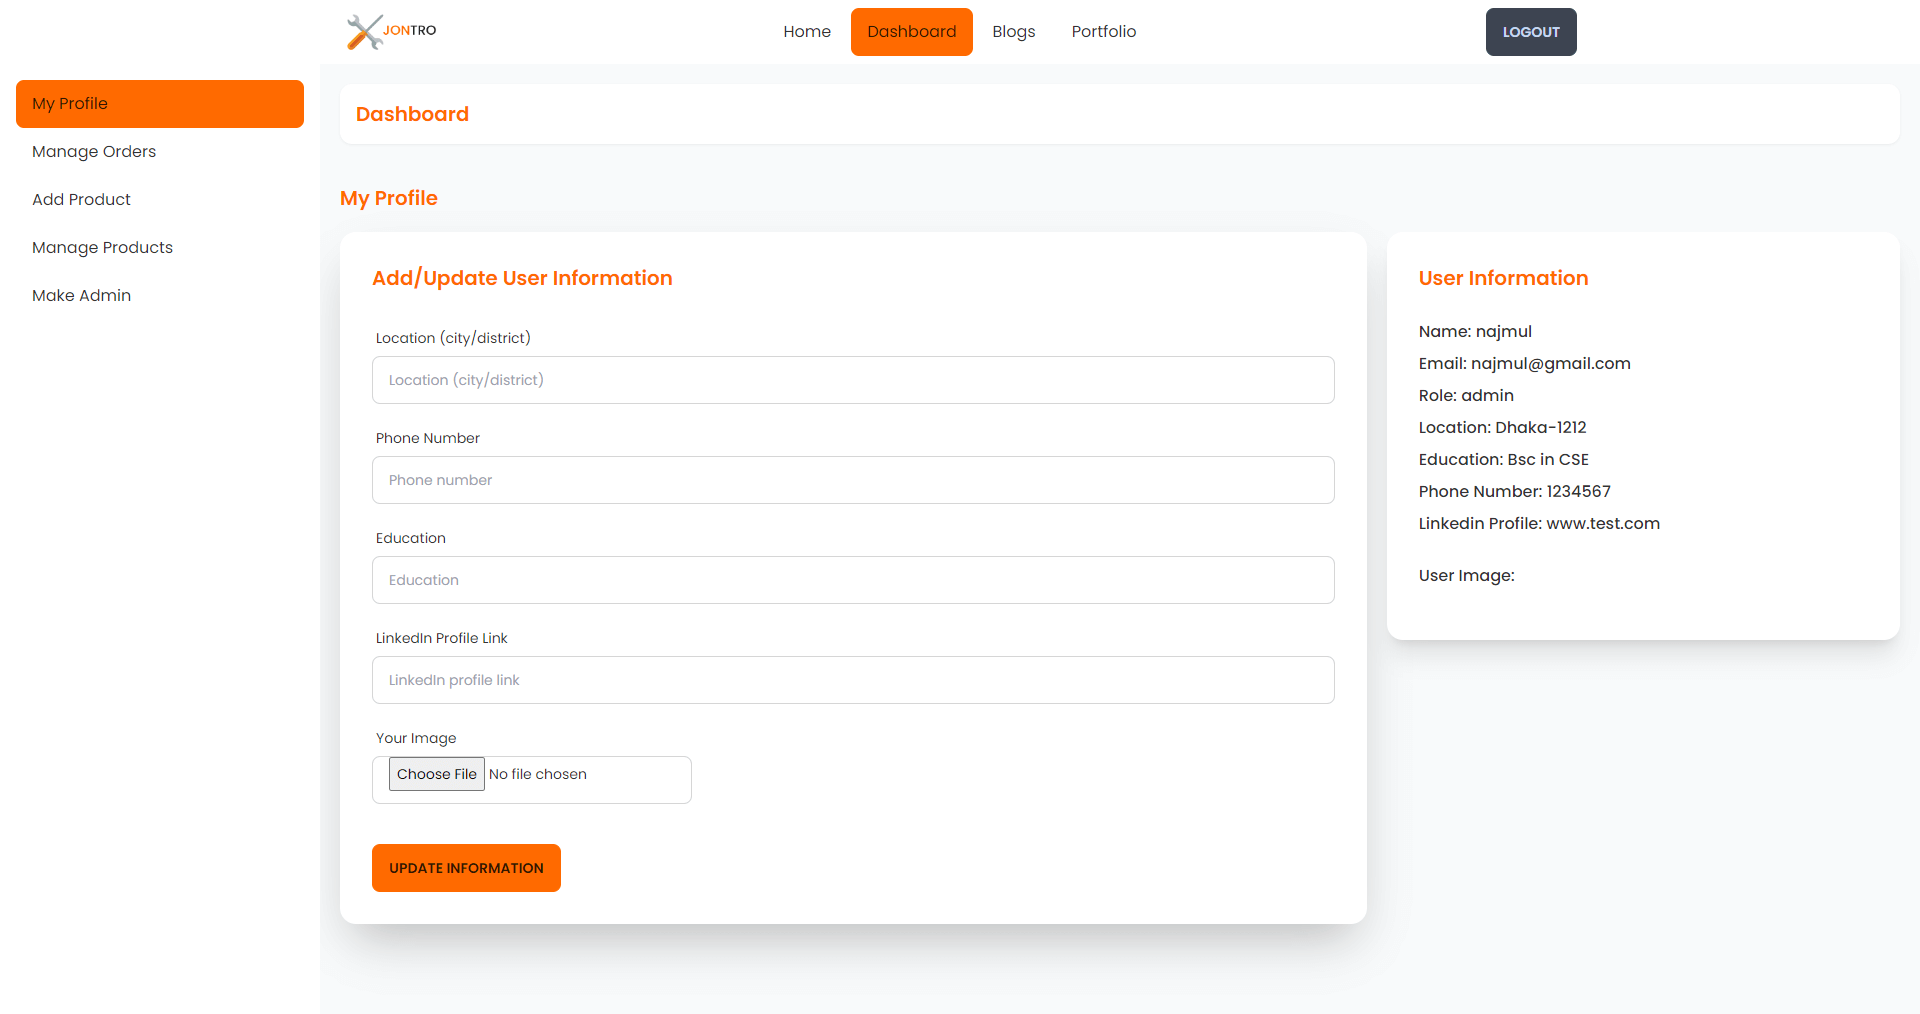 JONTRO
Home
Dashboard
Blogs
Portfolio
LOGOUT
My Profile
Manage Orders
Add Product
Manage Products
Make Admin
Dashboard
My Profile
Add/Update User Information
Location (city/district)
Location (city/district)
Phone Number
Phone number
Education
Education
LinkedIn Profile Link
LinkedIn profile link
Your Image
Choose File No file chosen
UPDATE INFORMATION
User Information
Name: najmul
Email: najmul@gmail.com
Role: admin
Location: Dhaka-1212
Education: Bsc in CSE
Phone Number: 1234567
Linkedin Profile: www.test.com
User Image: